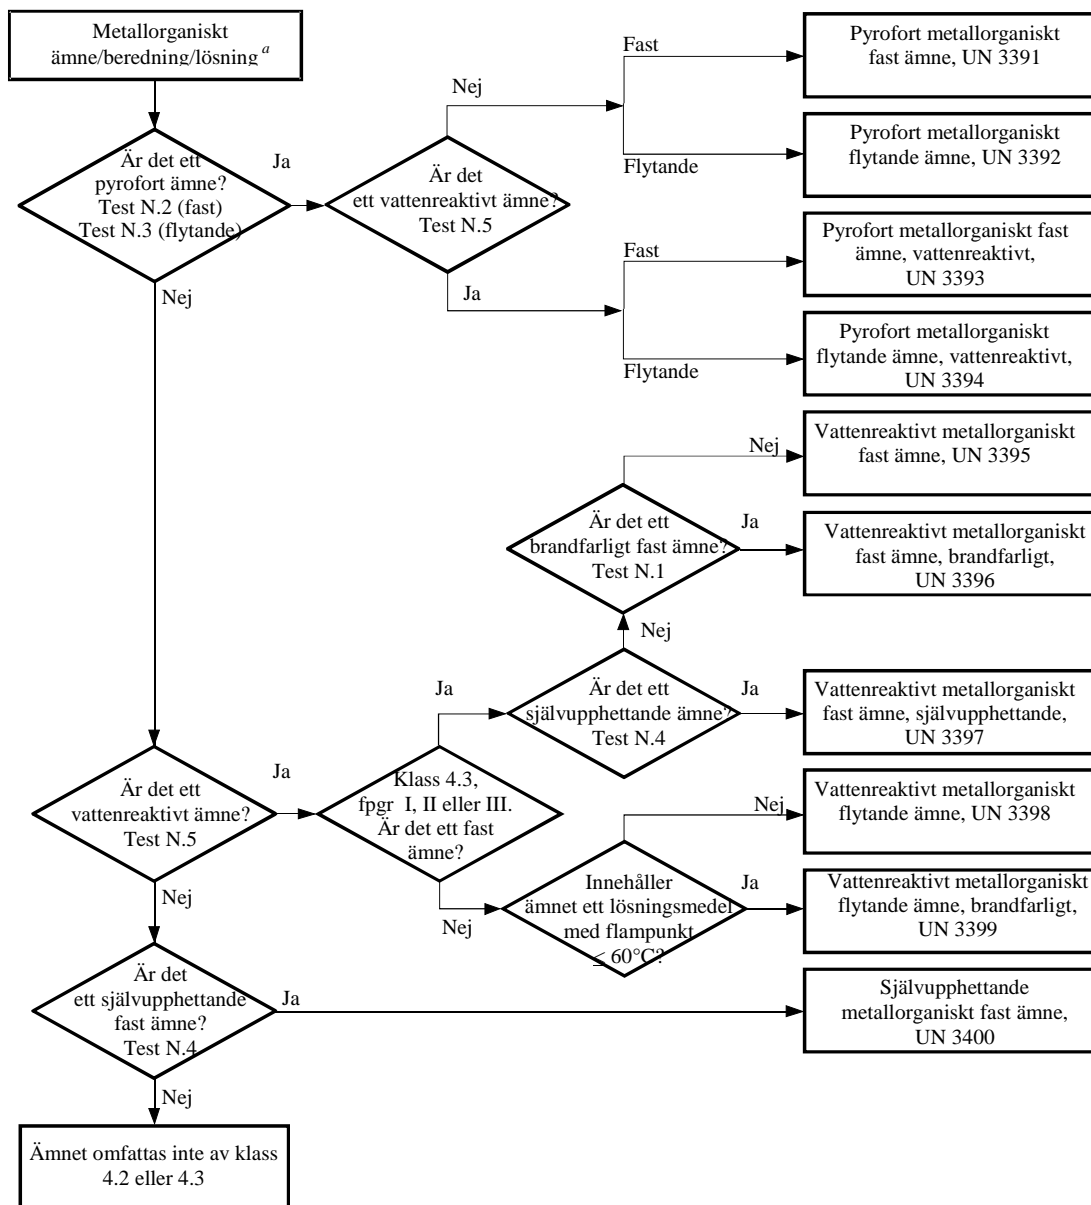 Metallorganiskt
ämne/beredning/lösning a
Är det ett
pyrofort ämne?
Test N.2 (fast)
Test N.3 (flytande)
Ja
Nej
Är det
ett vattenreaktivt ämne?
Test N.5
Nej
Ja
Fast
Flytande
Pyrofort metallorganiskt
fast ämne, UN 3391
Pyrofort metallorganiskt
flytande ämne, UN 3392
Fast
Flytande
Pyrofort metallorganiskt fast
ämne, vattenreaktivt,
UN 3393
Pyrofort metallorganiskt
flytande ämne, vattenreaktivt,
UN 3394
Nej
Vattenreaktivt metallorganiskt
fast ämne, UN 3395
Är det ett
brandfarligt fast ämne?
Test N.1
Ja
Vattenreaktivt metallorganiskt
fast ämne, brandfarligt,
UN 3396
Nej
Är det ett
självupphettande ämne?
Test N.4
Ja
Vattenreaktivt metallorganiskt
fast ämne, självupphettande,
UN 3397
Ja
Är det ett
vattenreaktivt ämne?
Test N.5
Ja
Klass 4.3,
fpgr I, II eller III.
Är det ett fast
ämne?
Nej
Innehåller
ämnet ett lösningsmedel
med flampunkt
≤ 60°C?
Nej
Vattenreaktivt metallorganiskt
flytande ämne, UN 3398
Ja
Vattenreaktivt metallorganiskt
flytande ämne, brandfarligt,
UN 3399
Nej
Är det
ett självupphettande
fast ämne?
Test N.4
Ja
Självupphettande
metallorganiskt fast ämne,
UN 3400
Nej
Ämnet omfattas inte av klass
4.2 eller 4.3